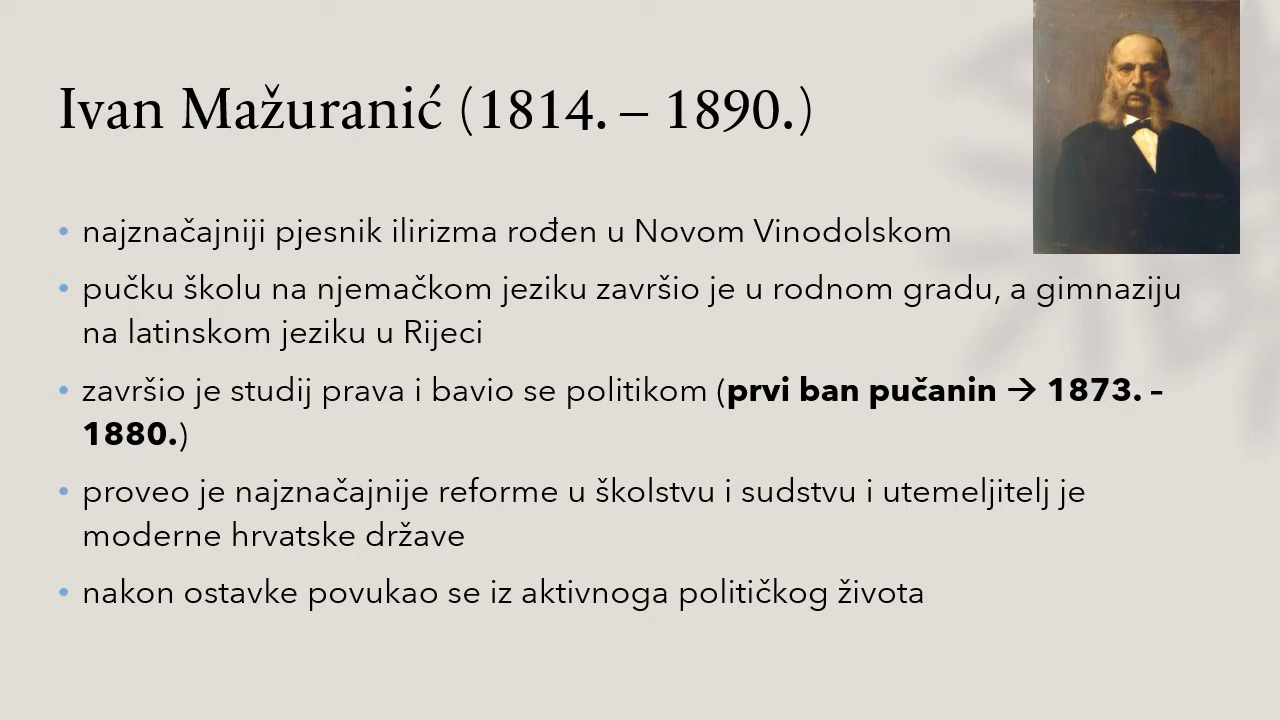 Ivan Mažuranić (1814. – 1890.)
• najznačajniji pjesnik ilirizma rođen u Novom Vinodolskom
• pučku školu na njemačkom jeziku završio je u rodnom gradu, a gimnaziju
na latinskom jeziku u Rijeci
• završio je studij prava i bavio se politikom (prvi ban pučanin → 1873. –
1880.)
• proveo je najznačajnije reforme u školstvu i sudstvu i utemeljitelj je
moderne hrvatske države
• nakon ostavke povukao se iz aktivnoga političkog života